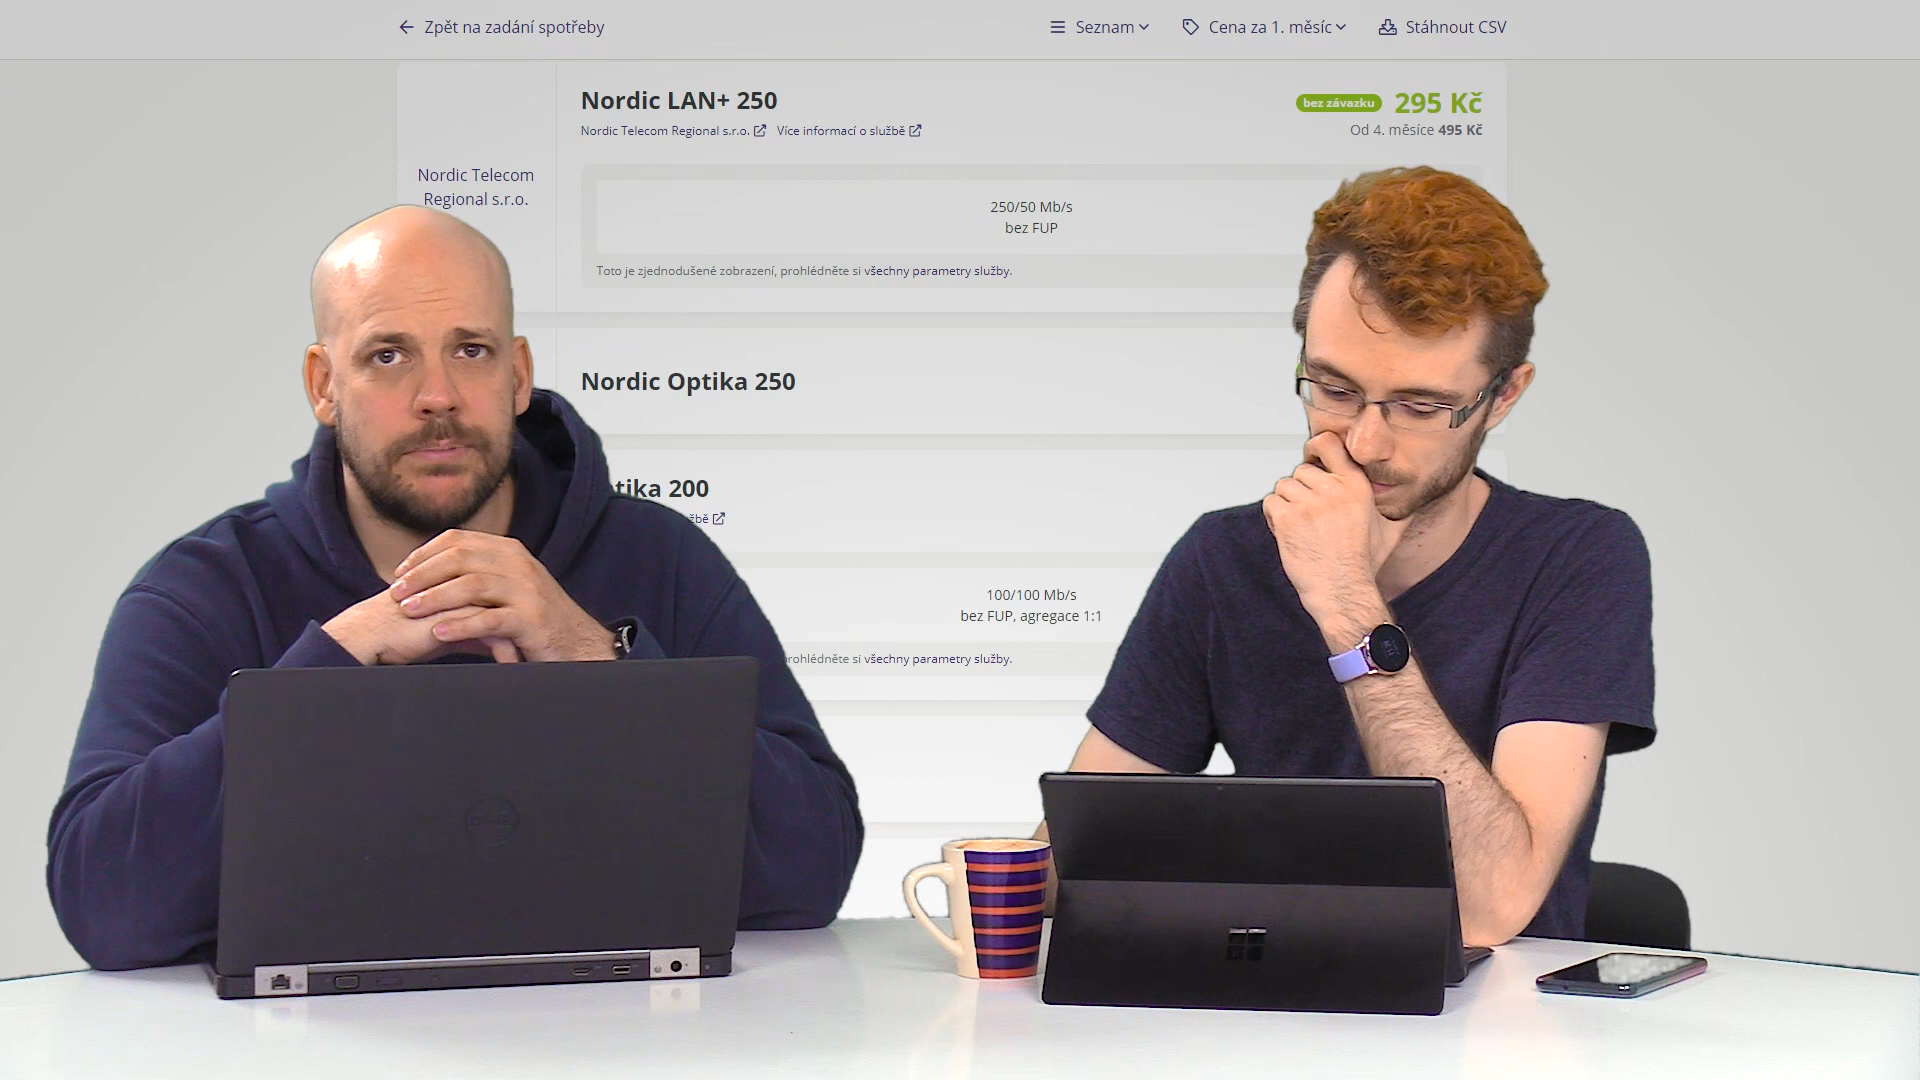 Zpět na zadání spotřeby
Seznam
Cena za 1. měsíc
Stáhnout CSV
Nordic LAN+ 250
bez závazku
295 Kč
Nordic Telecom Regional s.r.o.
Více informací o službě
Od 4. měsíce 495 Kč
Nordic Telecom
Regional s.r.o.
250/50 Mb/s
bez FUP
Toto je zjednodušené zobrazení, prohlédněte si všechny parametry služby.
Nordic Optika 250
200
100/100 Mb/s
bez FUP, agregace 1:1
si všechny parametry služby.